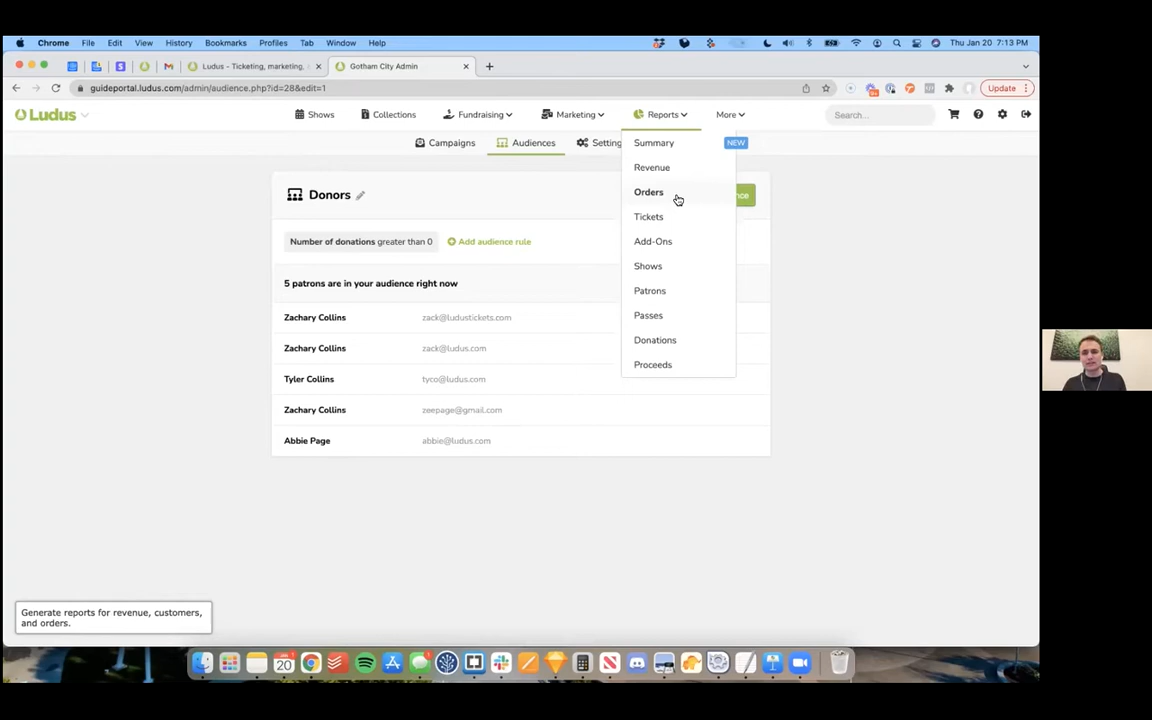 Chrome File Edit View History Bookmarks Profiles Tab Window Help Thu Jan 20 7:13 PM
Ludus - Ticketing, marketing, Gotham City Admin
guideportal.ludus.com/admin/audience.php?id=28&edit=1 Update
Ludus Shows Collections Fundraising Marketing Reports More Search...
Campaigns Audiences Setting
Summary NEW
Revenue
Orders
Tickets
Add-Ons
Shows
Patrons
Passes
Donations
Proceeds
Donors
Number of donations greater than 0 Add audience rule
5 patrons are in your audience right now
Zachary Collins zack@ludustickets.com
Zachary Collins zack@ludus.com
Tyler Collins tyco@ludus.com
Zachary Collins zeepage@gmail.com
Abbie Page abbie@ludus.com
Generate reports for revenue, customers,
and orders.